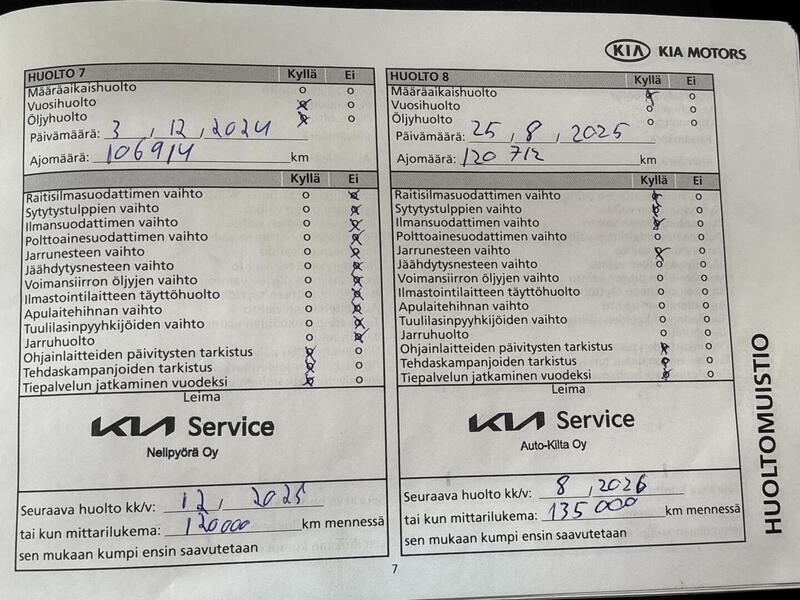 KIA KIA MOTORS
HUOLTO 7 Kyllä Ei
Määräaikaishuolto o o
Vuosihuolto x o
Öljyhuolto x o
Päivämäärä: 3 , 12 , 2024
Ajomäärä: 106914 km
Kyllä Ei
Raitisilmasuodattimen vaihto o x
Sytytystulppien vaihto o x
Ilmansuodattimen vaihto o x
Polttoainesuodattimen vaihto o x
Jarrunesteen vaihto o x
Jäähdytysnesteen vaihto o x
Voimansiirron öljyjen vaihto o x
Ilmastointilaitteen täyttöhuolto o x
Apulaitehihnan vaihto o x
Tuulilasinpyyhkijöiden vaihto o x
Jarruhuolto o x
Ohjainlaitteiden päivitysten tarkistus x o
Tehdaskampanjoiden tarkistus x o
Tiepalvelun jatkaminen vuodeksi x o
Leima
KIA Service
Nelipyörä Oy
Seuraava huolto kk/v: 12 , 2025
tai kun mittarilukema: 120000 km mennessä
sen mukaan kumpi ensin saavutetaan
HUOLTO 8 Kyllä Ei
Määräaikaishuolto x o
Vuosihuolto o o
Öljyhuolto o o
Päivämäärä: 25 , 8 , 2025
Ajomäärä: 120 712 km
Kyllä Ei
Raitisilmasuodattimen vaihto x o
Sytytystulppien vaihto x o
Ilmansuodattimen vaihto x o
Polttoainesuodattimen vaihto o o
Jarrunesteen vaihto x o
Jäähdytysnesteen vaihto o o
Voimansiirron öljyjen vaihto o o
Ilmastointilaitteen täyttöhuolto o o
Apulaitehihnan vaihto o o
Tuulilasinpyyhkijöiden vaihto o o
Jarruhuolto o o
Ohjainlaitteiden päivitysten tarkistus x o
Tehdaskampanjoiden tarkistus x o
Tiepalvelun jatkaminen vuodeksi x o
Leima
KIA Service
Auto-Kilta Oy
Seuraava huolto kk/v: 8 , 2026
tai kun mittarilukema: 135000 km mennessä
sen mukaan kumpi ensin saavutetaan
HUOLTOMUISTIO
7